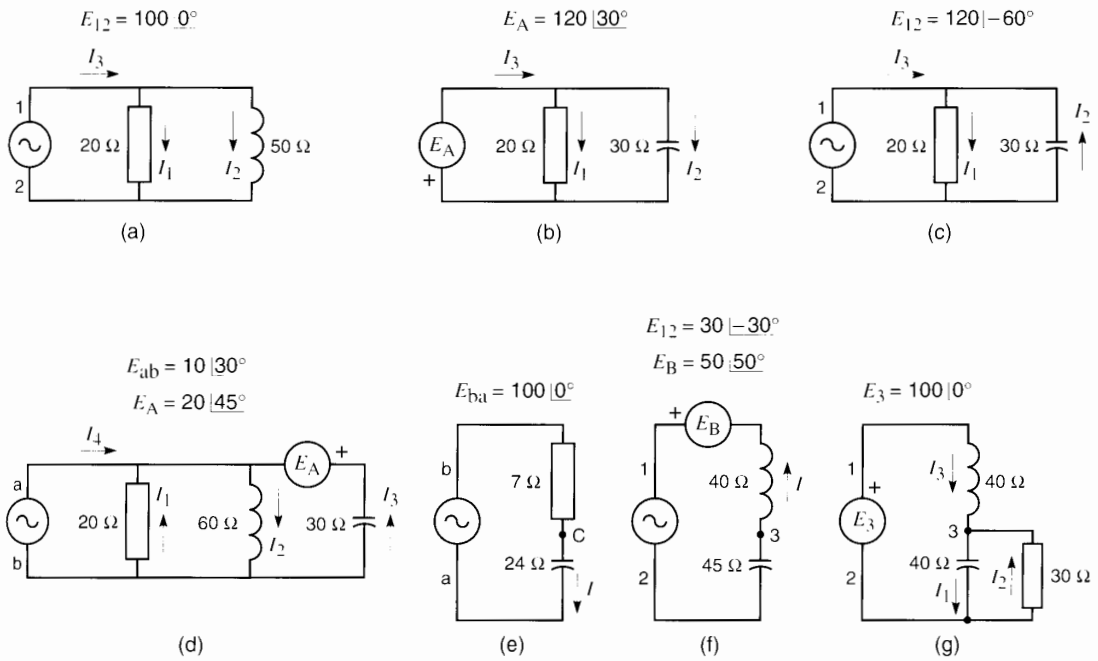 E12 = 100 0°
EA = 120 |30°
E12 = 120 |−60°
I3
1
2
20 Ω
I1
I2
50 Ω
(a)
I3
EA
+
20 Ω
I1
30 Ω
I2
(b)
I3
1
2
20 Ω
I1
30 Ω
I2
(c)
Eab = 10 |30°
EA = 20 |45°
I4
a
b
20 Ω
I1
60 Ω
I2
EA
+
30 Ω
I3
(d)
Eba = 100 |0°
b
a
7 Ω
C
24 Ω
I
(e)
E12 = 30 |−30°
EB = 50 |50°
+
EB
1
2
40 Ω
I
3
45 Ω
(f)
E3 = 100 |0°
1
+
E3
2
I3
40 Ω
3
40 Ω
I1
I2
30 Ω
(g)